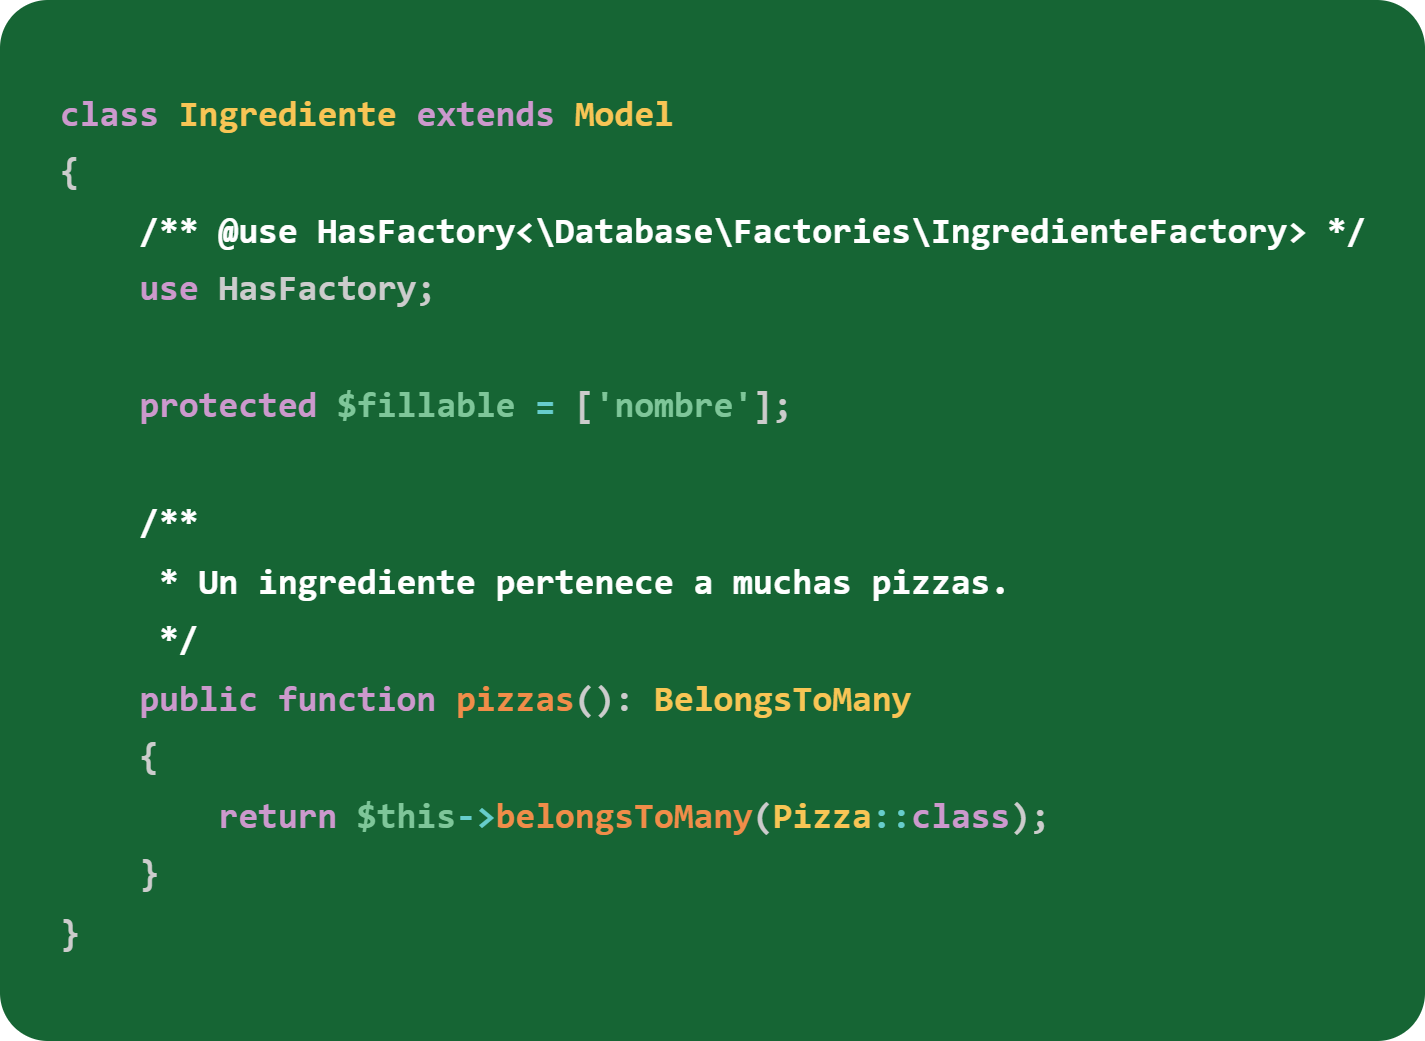 class Ingrediente extends Model
{
    /** @use HasFactory<\Database\Factories\IngredienteFactory> */
    use HasFactory;

    protected $fillable = ['nombre'];

    /**
     * Un ingrediente pertenece a muchas pizzas.
     */
    public function pizzas(): BelongsToMany
    {
        return $this->belongsToMany(Pizza::class);
    }
}